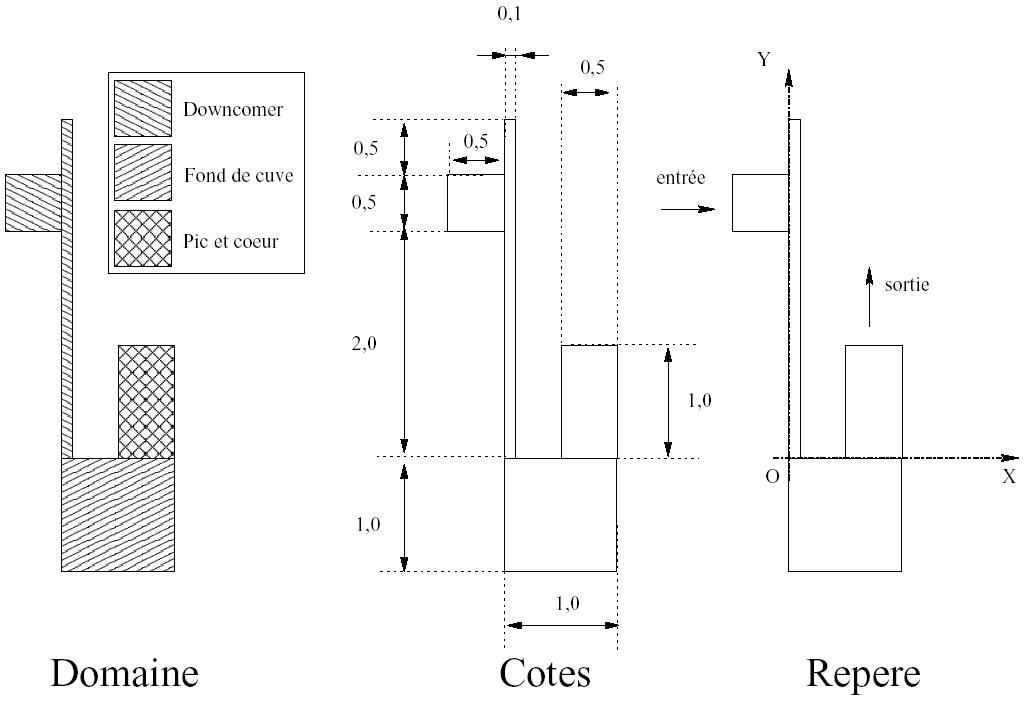 Downcomer
Fond de cuve
Pic et coeur
Domaine
0,1
0,5
0,5
0,5
0,5
2,0
1,0
1,0
1,0
Cotes
Y
entrée
sortie
O
X
Repere